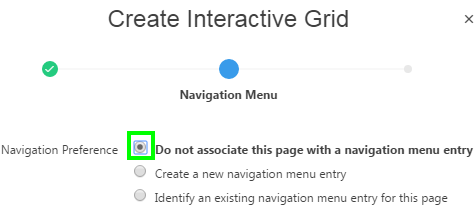 Create Interactive Grid
Navigation Menu
Navigation Preference Do not associate this page with a navigation menu entry
Create a new navigation menu entry
Identify an existing navigation menu entry for this page